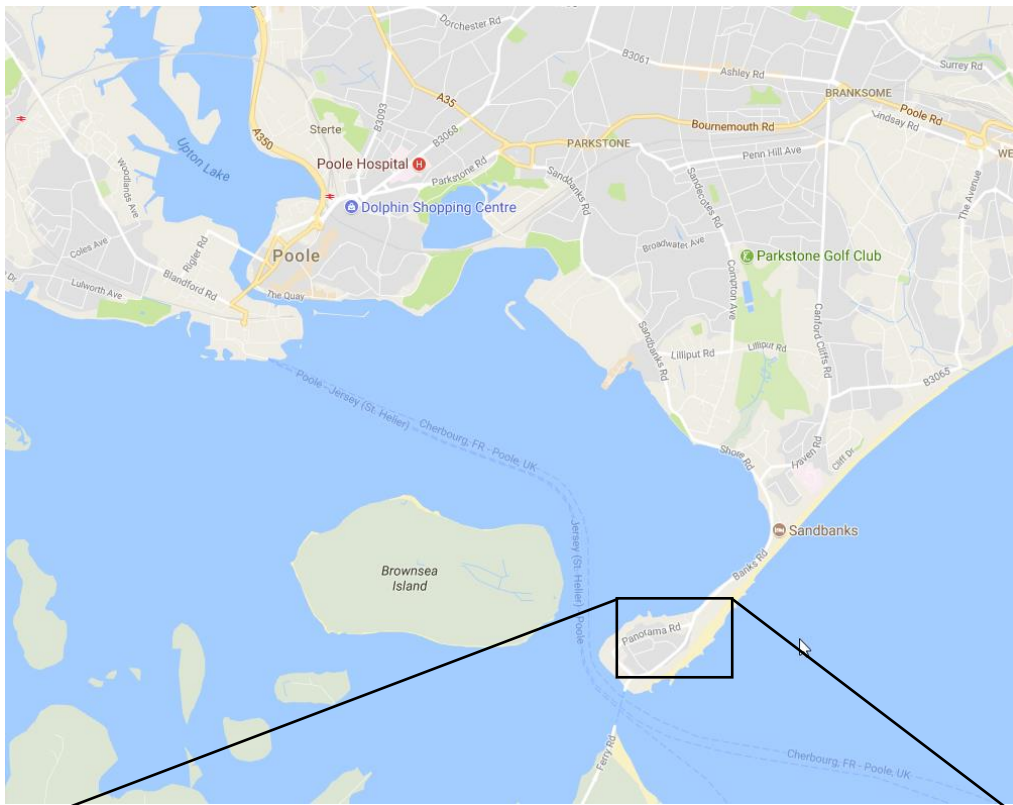 Dorchester Rd
B3061
Ashley Rd
Surrey Rd
BRANKSOME
A35
B3093
Poole Rd
Lindsay Rd
Sterte
A350
B3068
Bournemouth Rd
PARKSTONE
WE
Upton Lake
Poole Hospital H
Penn Hill Ave
Parkstone Rd
Woodlands Ave
Sandbanks Rd
Sandecotes Rd
The Avenue
Dolphin Shopping Centre
Coles Ave
Rigler Rd
Poole
Broadwater Ave
Parkstone Golf Club
Dr
Blandford Rd
Lulworth Ave
The Quay
Compton Ave
Canford Cliffs Rd
Sandbanks Rd
Lilliput Rd
Lilliput Rd
B3065
Poole - Jersey (St. Helier)
Cherbourg, FR - Poole, UK
Shore Rd
Haven Rd
Cliff Dr
Sandbanks
Jersey (St. Helier) - Poole
Banks Rd
Brownsea
Island
Panorama Rd
Ferry Rd
Cherbourg, FR - Poole, UK